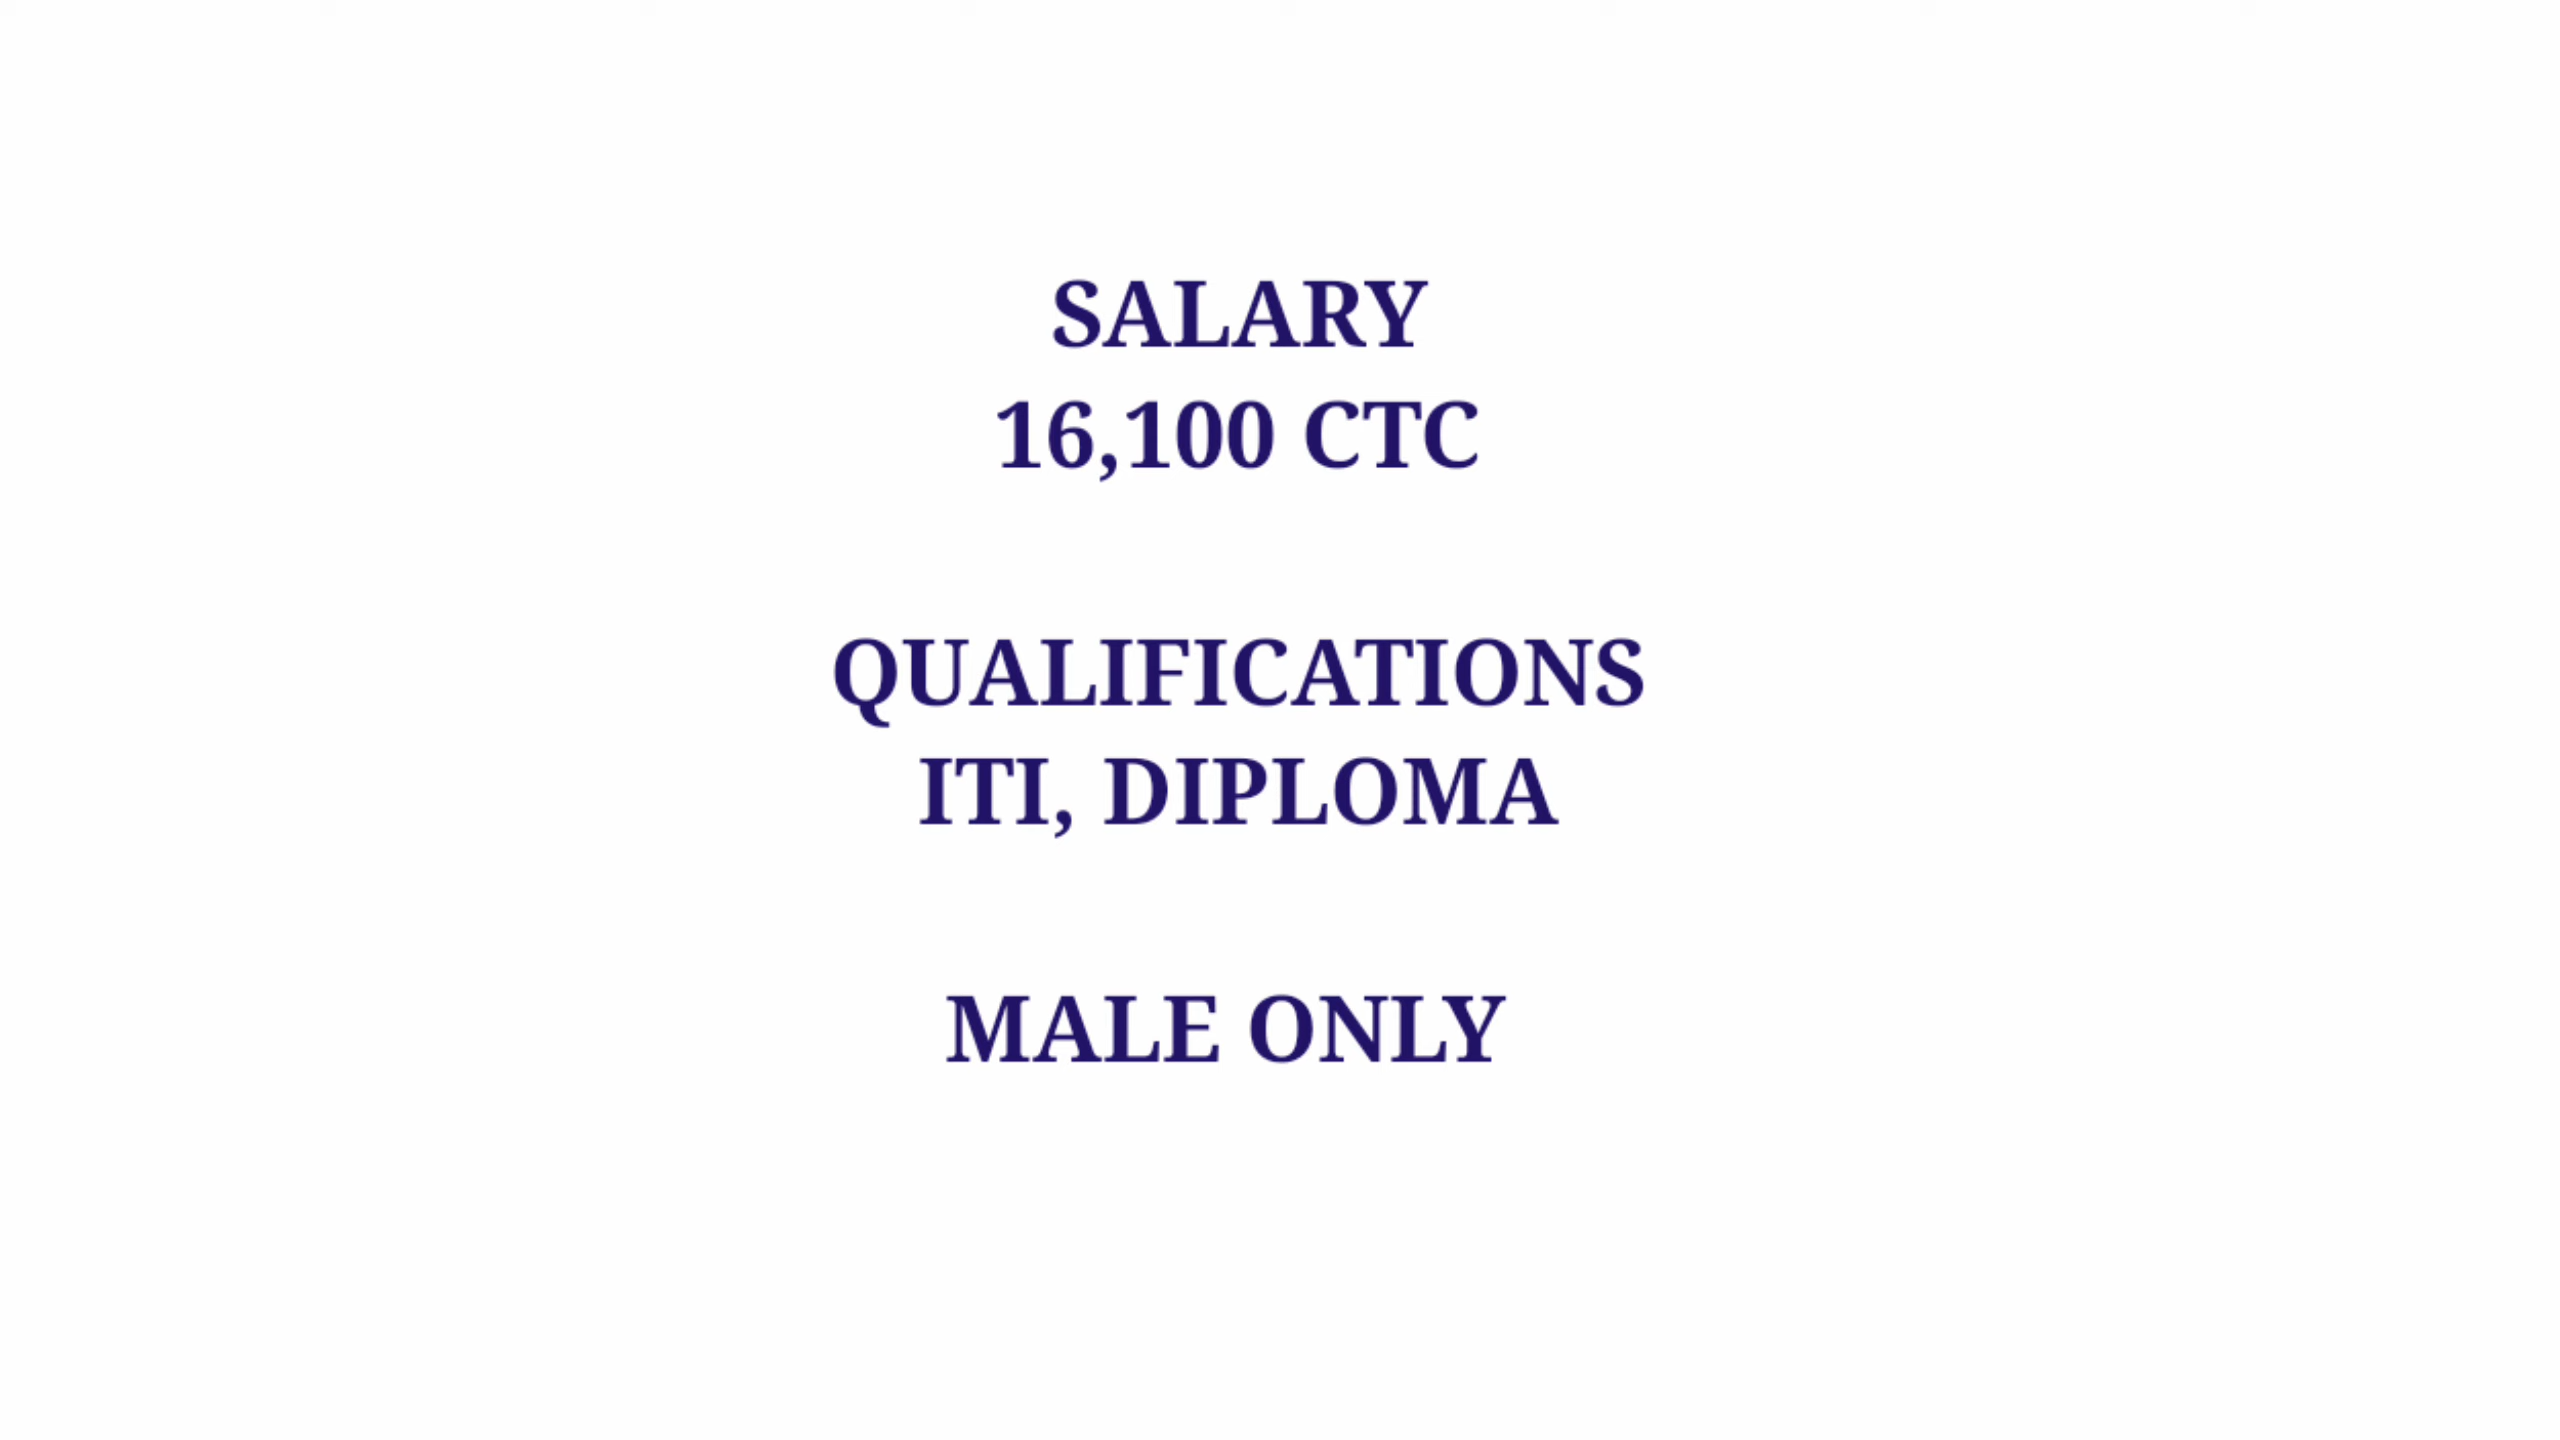 SALARY
16,100 CTC
QUALIFICATIONS
ITI, DIPLOMA
MALE ONLY